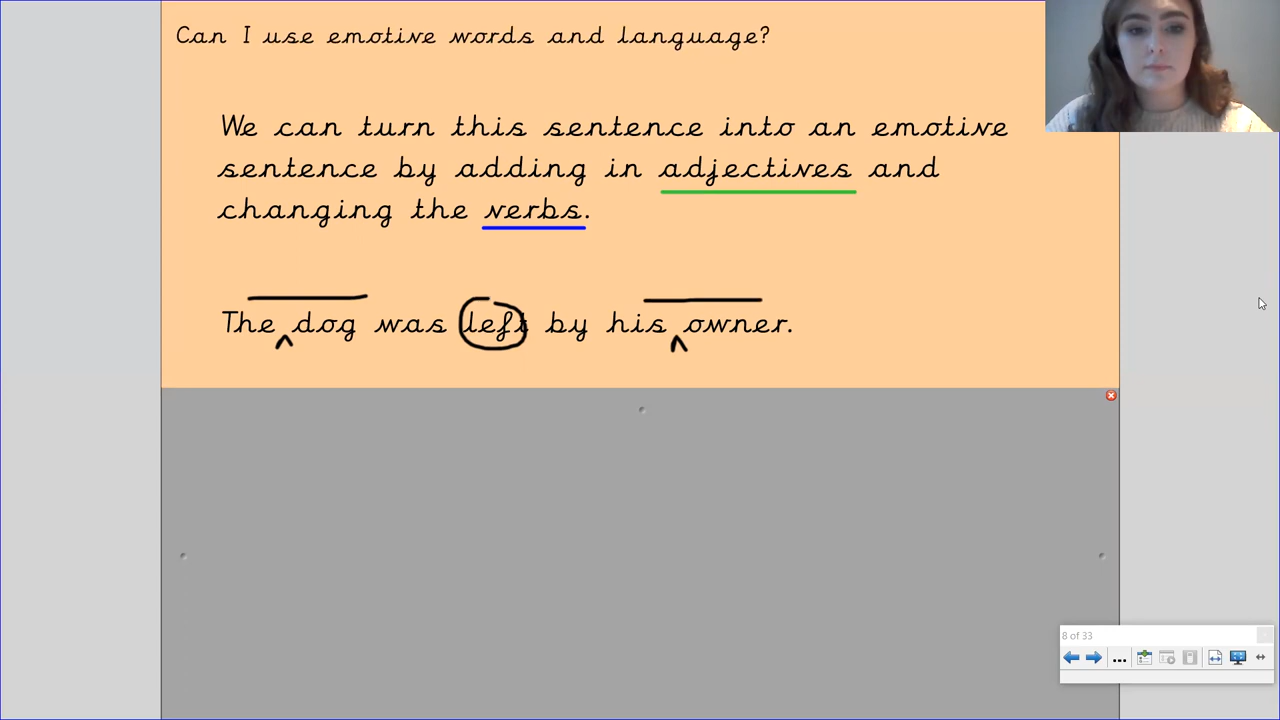 Can I use emotive words and language?
We can turn this sentence into an emotive
sentence by adding in adjectives and
changing the verbs.
The dog was left by his owner.
8 of 33